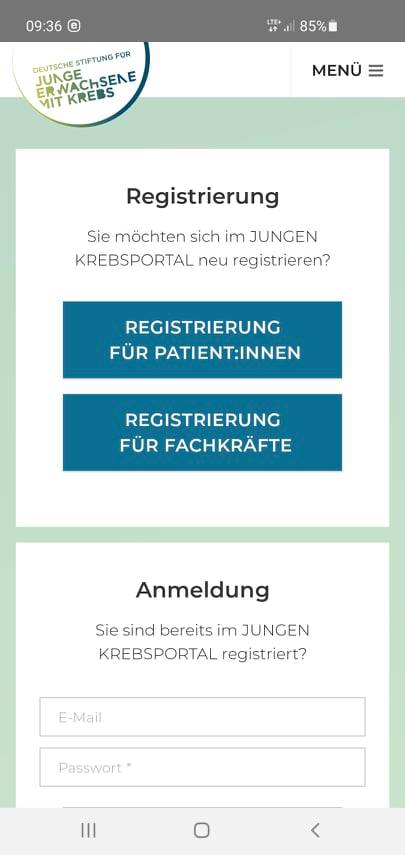 09:36
LTE+
85%
DEUTSCHE STIFTUNG FÜR
JUNGE
ERWACHSENE
MIT KREBS
MENÜ
Registrierung
Sie möchten sich im JUNGEN
KREBSPORTAL neu registrieren?
REGISTRIERUNG
FÜR PATIENT:INNEN
REGISTRIERUNG
FÜR FACHKRÄFTE
Anmeldung
Sie sind bereits im JUNGEN
KREBSPORTAL registriert?
E-Mail
Passwort *